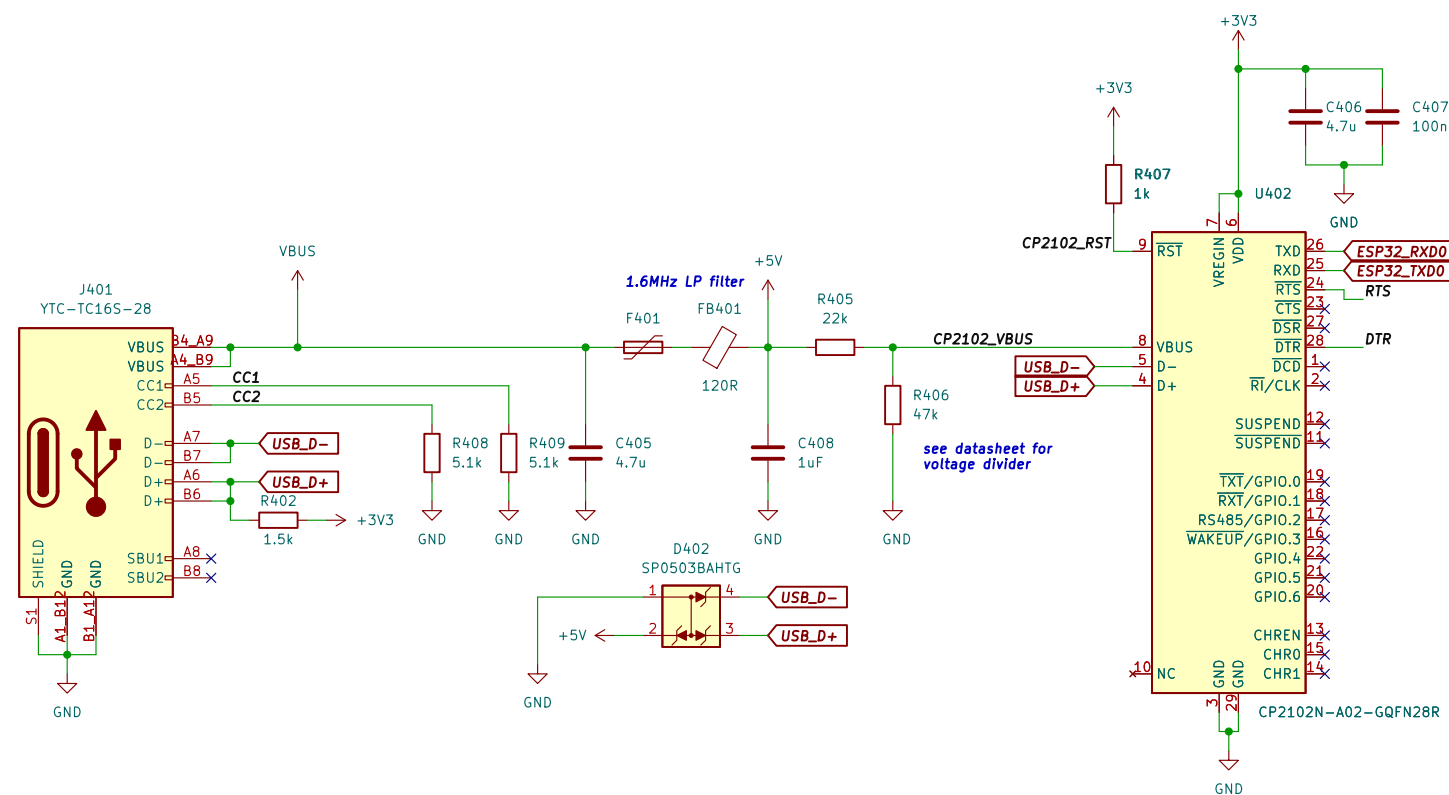 +3V3
+3V3
C406
4.7u
C407
100n
GND
R407
1k
U402
CP2102_RST
VBUS
J401
YTC-TC16S-28
1.6MHz LP filter
F401
FB401
120R
+5V
R405
22k
CP2102_VBUS
VBUS B4_A9
VBUS A4_B9
CC1 A5 CC1
CC2 B5 CC2
D- A7 USB_D-
D- B7
D+ A6 USB_D+
D+ B6
R402
1.5k
+3V3
SBU1 A8
SBU2 B8
SHIELD
GND
GND
S1
A1_B12
B1_A12
GND
R408
5.1k
GND
R409
5.1k
GND
C405
4.7u
GND
C408
1uF
GND
R406
47k
see datasheet for
voltage divider
GND
D402
SP0503BAHTG
1 4 USB_D-
+5V 2 3 USB_D+
GND
7 6
VREGIN
VDD
9 RST
8 VBUS
USB_D- 5 D-
USB_D+ 4 D+
10 NC
TXD 26 ESP32_RXD0
RXD 25 ESP32_TXD0
RTS 24 RTS
CTS 23
DSR 27
DTR 28 DTR
DCD 1
RI/CLK 2
SUSPEND 12
SUSPEND 11
TXT/GPIO.0 19
RXT/GPIO.1 18
RS485/GPIO.2 17
WAKEUP/GPIO.3 16
GPIO.4 22
GPIO.5 21
GPIO.6 20
CHREN 13
CHR0 15
CHR1 14
GND
GND
3 29
CP2102N-A02-GQFN28R
GND